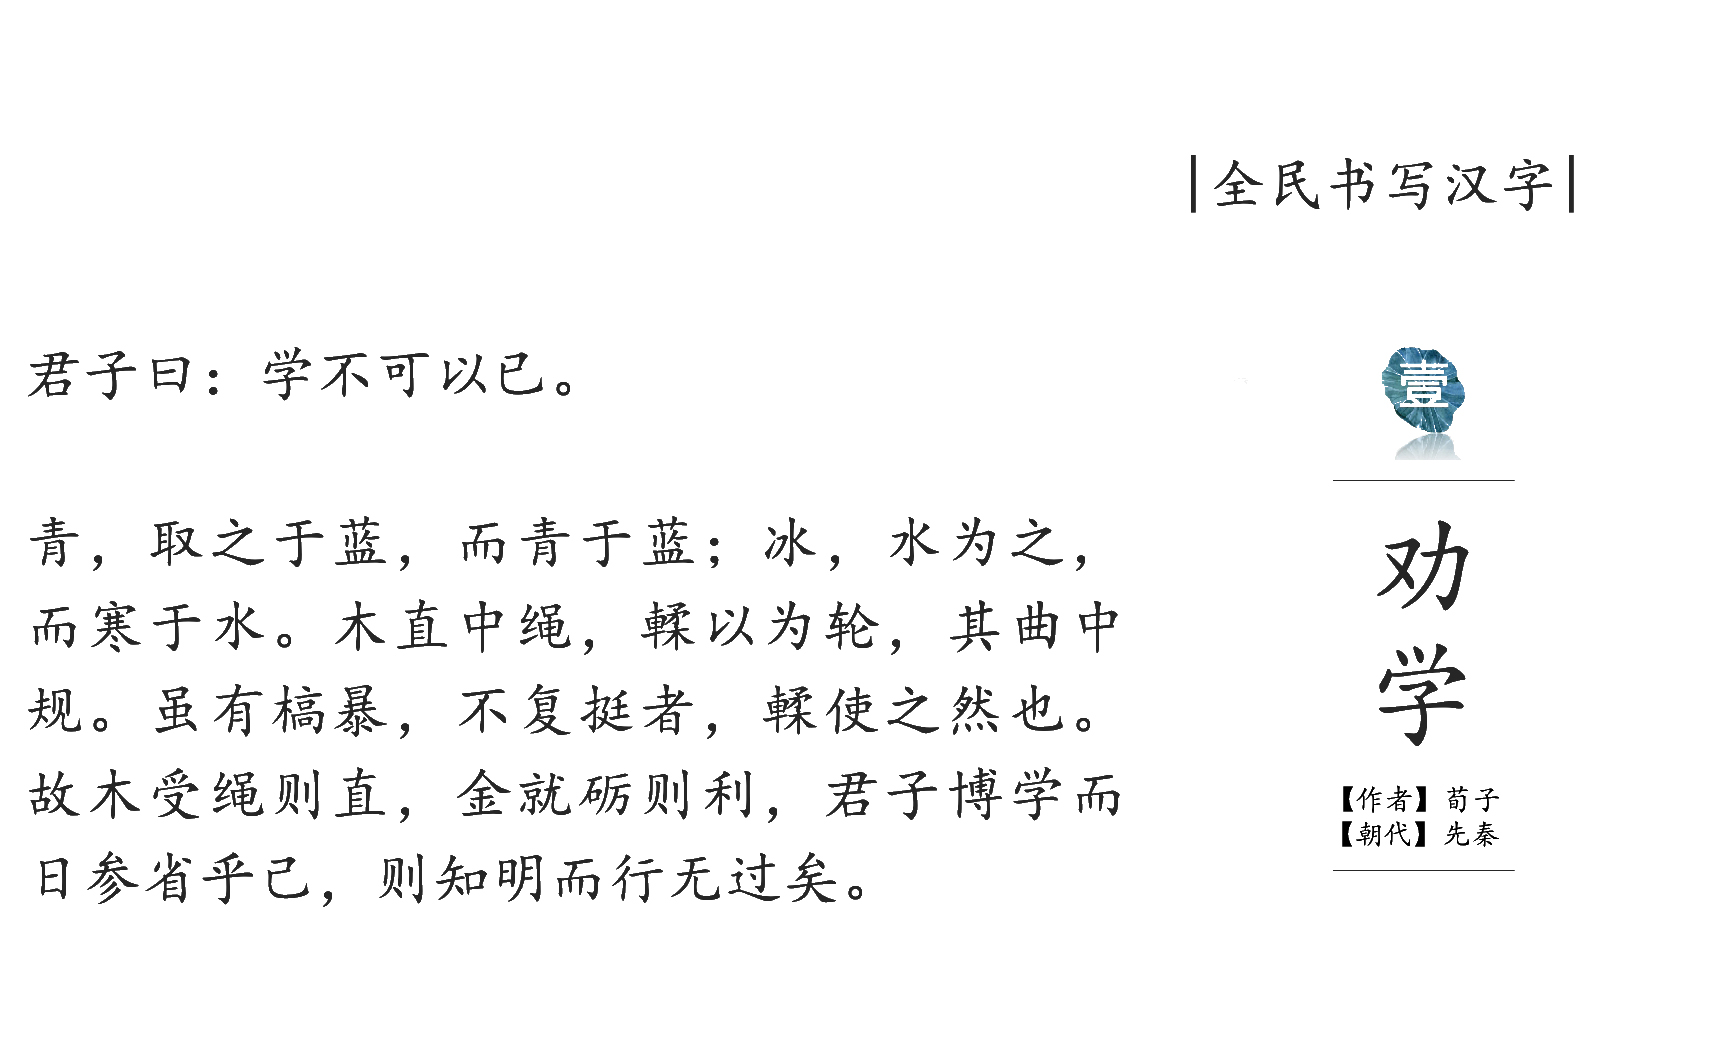 全民书写汉字
君子曰：学不可以已。
青，取之于蓝，而青于蓝；冰，水为之，
而寒于水。木直中绳，輮以为轮，其曲中
规。虽有槁暴，不复挺者，輮使之然也。
故木受绳则直，金就砺则利，君子博学而
日参省乎己，则知明而行无过矣。
壹
劝
学
【作者】荀子
【朝代】先秦